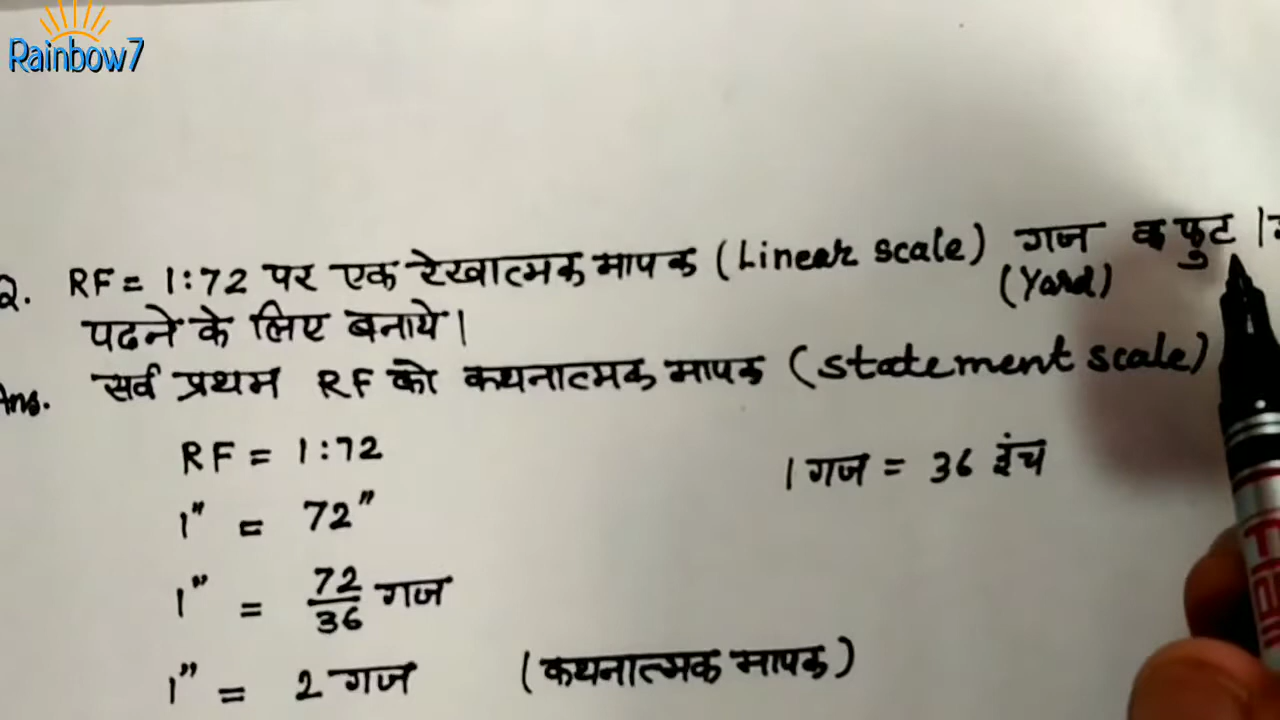 Rainbow7
Q. RF = 1:72 पर एक रेखात्मक मापक (Linear scale) गज व फुट
(Yard)
पढने के लिए बनाये।
Ans. सर्व प्रथम RF को कथनात्मक मापक (statement scale)
RF = 1:72
1 गज = 36 इंच
1" = 72"
1" = 72/36 गज
1" = 2 गज (कथनात्मक मापक)